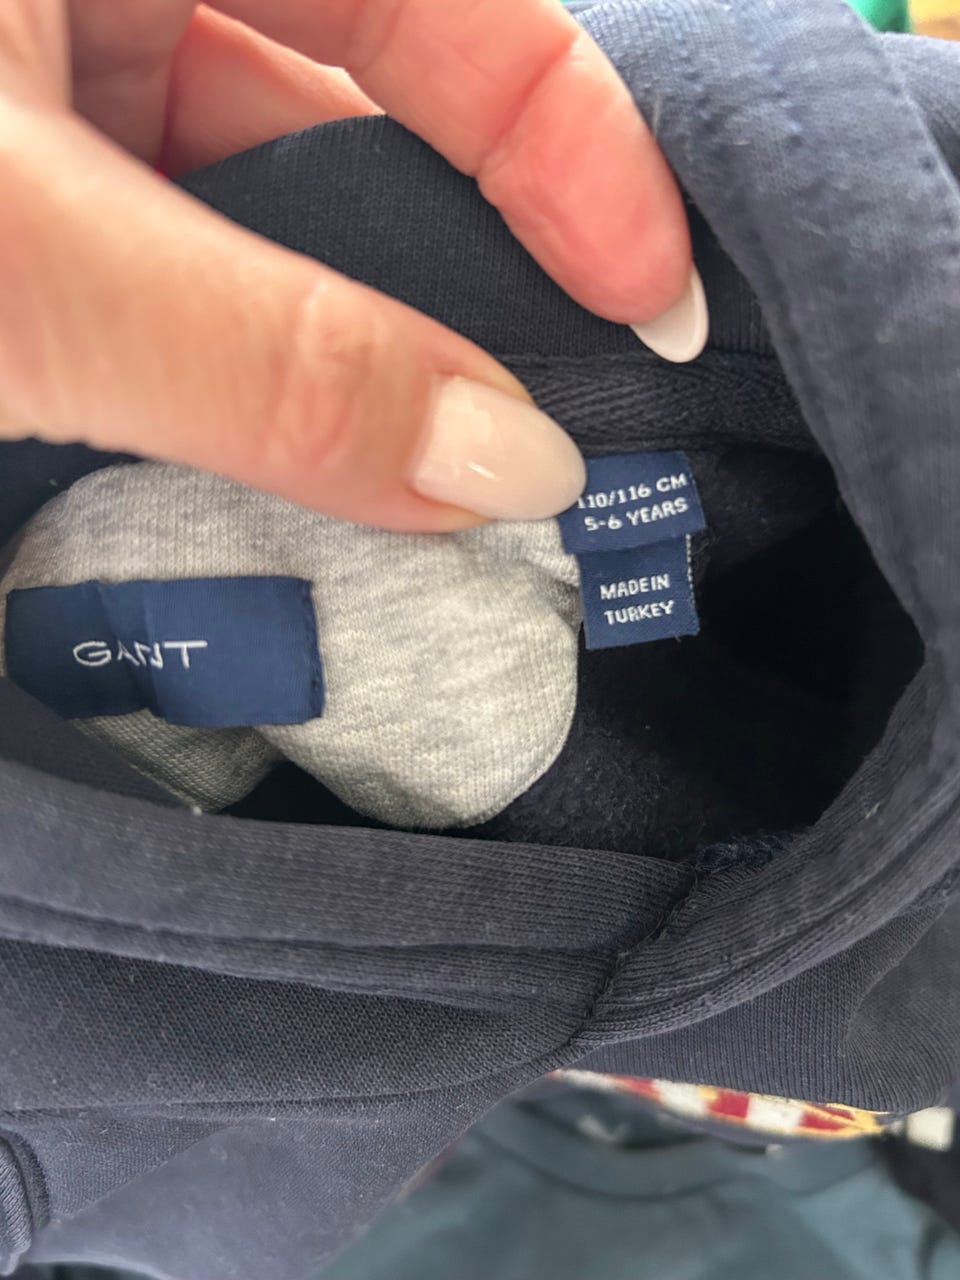 GANT
110/116 CM
5-6 YEARS
MADE IN
TURKEY